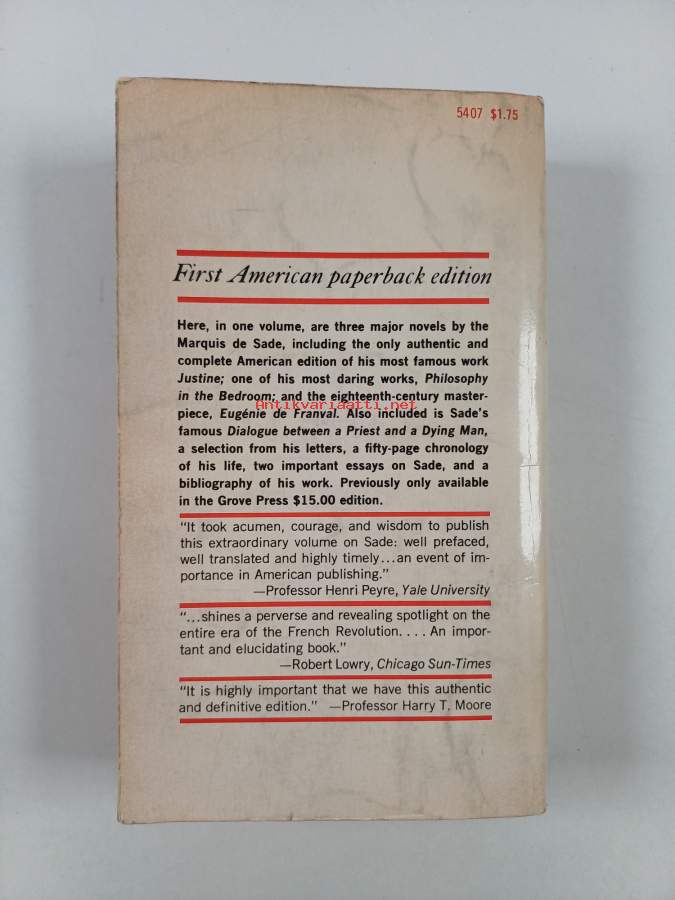 5407 $1.75
First American paperback edition
Here, in one volume, are three major novels by the
Marquis de Sade, including the only authentic and
complete American edition of his most famous work
Justine; one of his most daring works, Philosophy
in the Bedroom; and the eighteenth-century master-
Antikvariaatti.net
piece, Eugénie de Franval. Also included is Sade's
famous Dialogue between a Priest and a Dying Man,
a selection from his letters, a fifty-page chronology
of his life, two important essays on Sade, and a
bibliography of his work. Previously only available
in the Grove Press $15.00 edition.
"It took acumen, courage, and wisdom to publish
this extraordinary volume on Sade: well prefaced,
well translated and highly timely...an event of im-
portance in American publishing."
—Professor Henri Peyre, Yale University
"...shines a perverse and revealing spotlight on the
entire era of the French Revolution.... An impor-
tant and elucidating book."
—Robert Lowry, Chicago Sun-Times
"It is highly important that we have this authentic
and definitive edition." —Professor Harry T. Moore